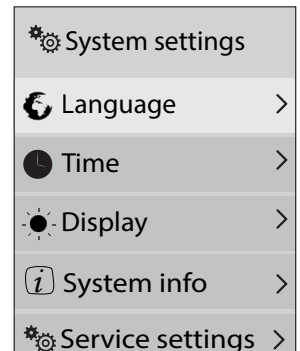 System settings
Language
Time
Display
System info
Service settings